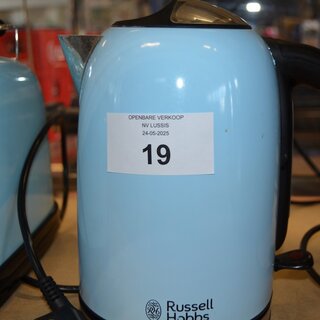 OPENBARE VERKOOP
NV LUSSIS
24-05-2025
19
Russell
Hobbs